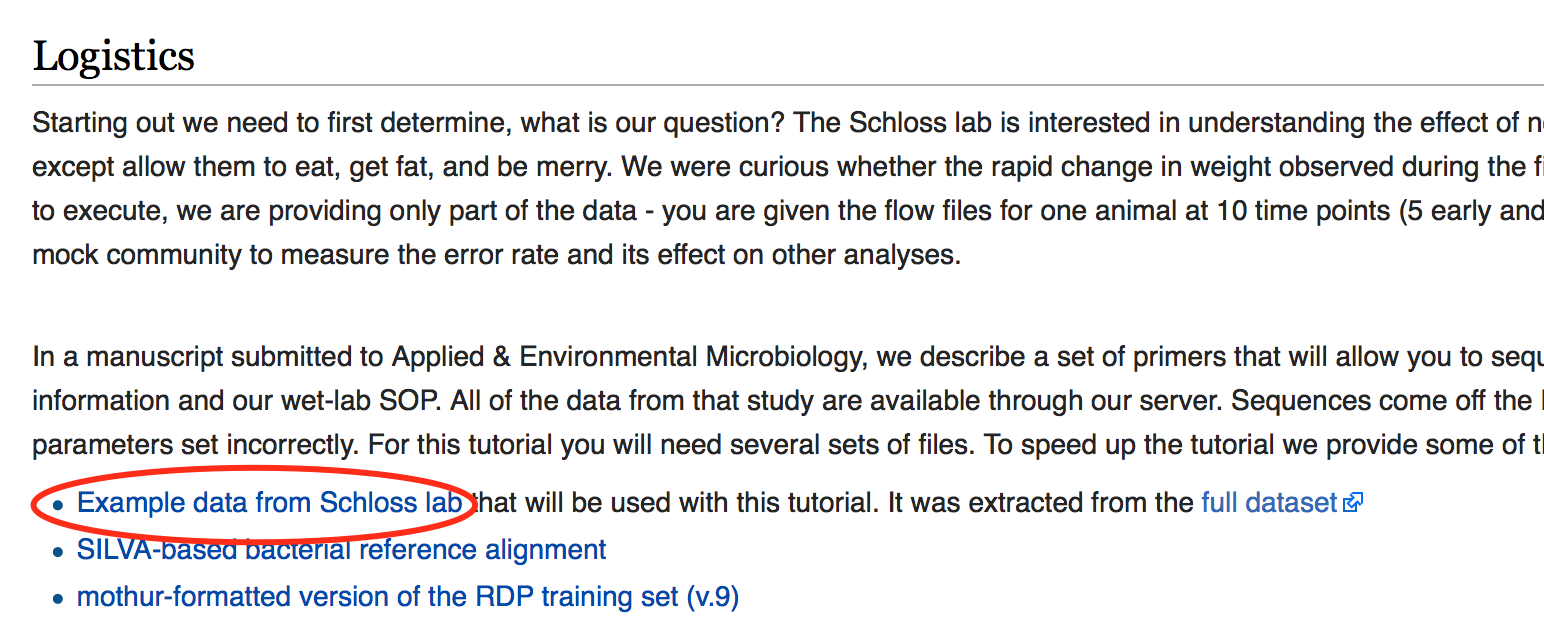 Logistics
Starting out we need to first determine, what is our question? The Schloss lab is interested in understanding the effect of
except allow them to eat, get fat, and be merry. We were curious whether the rapid change in weight observed during the
to execute, we are providing only part of the data - you are given the flow files for one animal at 10 time points (5 early and
mock community to measure the error rate and its effect on other analyses.
In a manuscript submitted to Applied & Environmental Microbiology, we describe a set of primers that will allow you to
information and our wet-lab SOP. All of the data from that study are available through our server. Sequences come off the
parameters set incorrectly. For this tutorial you will need several sets of files. To speed up the tutorial we provide some of
• Example data from Schloss lab that will be used with this tutorial. It was extracted from the full dataset
• SILVA-based bacterial reference alignment
• mothur-formatted version of the RDP training set (v.9)